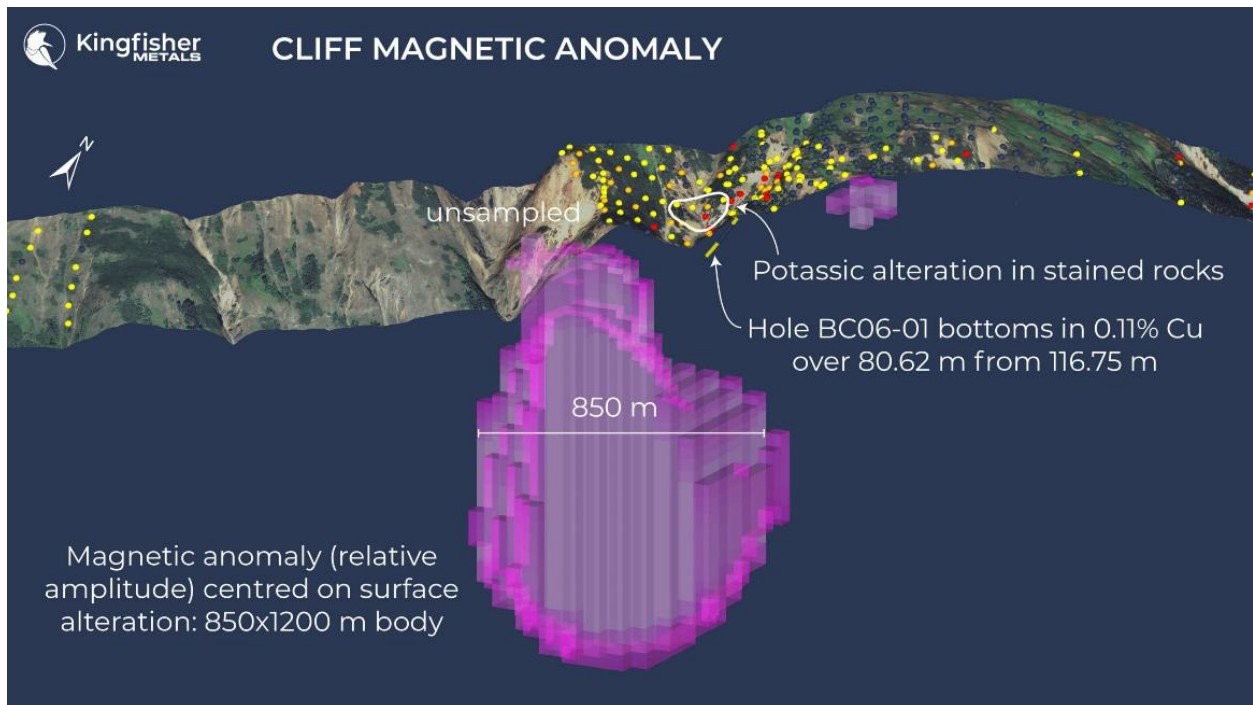 Kingfisher
METALS
CLIFF MAGNETIC ANOMALY
N
unsampled
Potassic alteration in stained rocks
Hole BC06-01 bottoms in 0.11% Cu
over 80.62 m from 116.75 m
850 m
Magnetic anomaly (relative
amplitude) centred on surface
alteration: 850x1200 m body